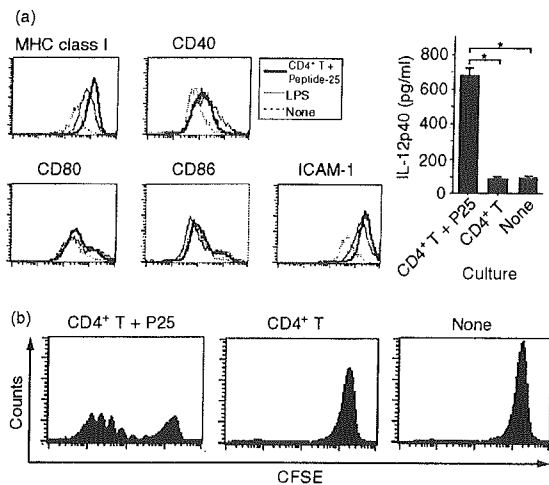 (a)
MHC class I
CD40
CD4+ T +
Peptide-25
LPS
None
CD80
CD86
ICAM-1
IL-12p40 (pg/ml)
800
600
400
200
0
*
*
CD4+ T + P25
CD4+ T
None
Culture
(b)
CD4+ T + P25
CD4+ T
None
Counts
CFSE